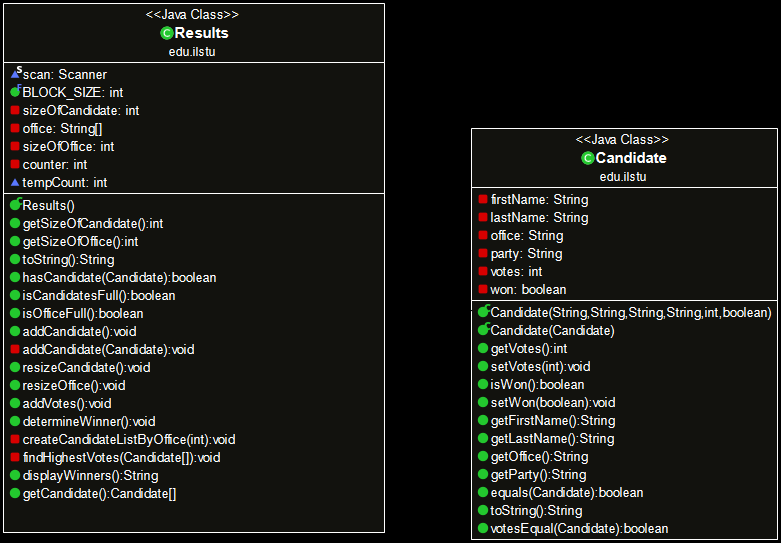 <<Java Class>>
Results
edu.ilstu
scan: Scanner
BLOCK_SIZE: int
sizeOfCandidate: int
office: String[]
sizeOfOffice: int
counter: int
tempCount: int
Results()
getSizeOfCandidate():int
getSizeOfOffice():int
toString():String
hasCandidate(Candidate):boolean
isCandidatesFull():boolean
isOfficeFull():boolean
addCandidate():void
addCandidate(Candidate):void
resizeCandidate():void
resizeOffice():void
addVotes():void
determineWinner():void
createCandidateListByOffice(int):void
findHighestVotes(Candidate[]):void
displayWinners():String
getCandidate():Candidate[]
<<Java Class>>
Candidate
edu.ilstu
firstName: String
lastName: String
office: String
party: String
votes: int
won: boolean
Candidate(String,String,String,String,int,boolean)
Candidate(Candidate)
getVotes():int
setVotes(int):void
isWon():boolean
setWon(boolean):void
getFirstName():String
getLastName():String
getOffice():String
getParty():String
equals(Candidate):boolean
toString():String
votesEqual(Candidate):boolean